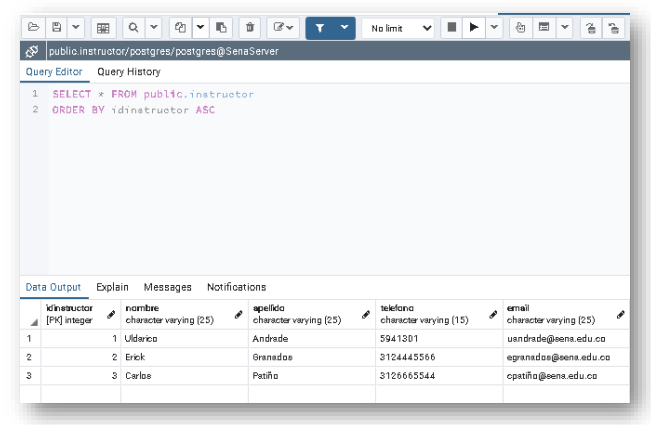 No limit
public.instructor/postgres/postgres@SenaServer
Query Editor Query History
1 SELECT * FROM public.instructor
2 ORDER BY idinstructor ASC
Data Output Explain Messages Notifications
idinstructor nombre apellido telefono email
[PK] integer character varying (25) character varying (25) character varying (15) character varying (25)
1 1 Uldarico Andrade 5941301 uandrade@sena.edu.co
2 2 Erick Granados 3124445566 egranados@sena.edu.co
3 3 Carlos Patiño 3126665544 cpatiño@sena.edu.co